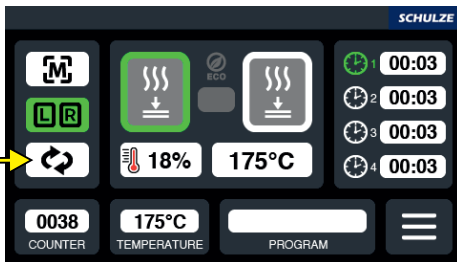 SCHULZE
M
L R
ECO
18%
175°C
1 00:03
2 00:03
3 00:03
4 00:03
0038
COUNTER
175°C
TEMPERATURE
PROGRAM